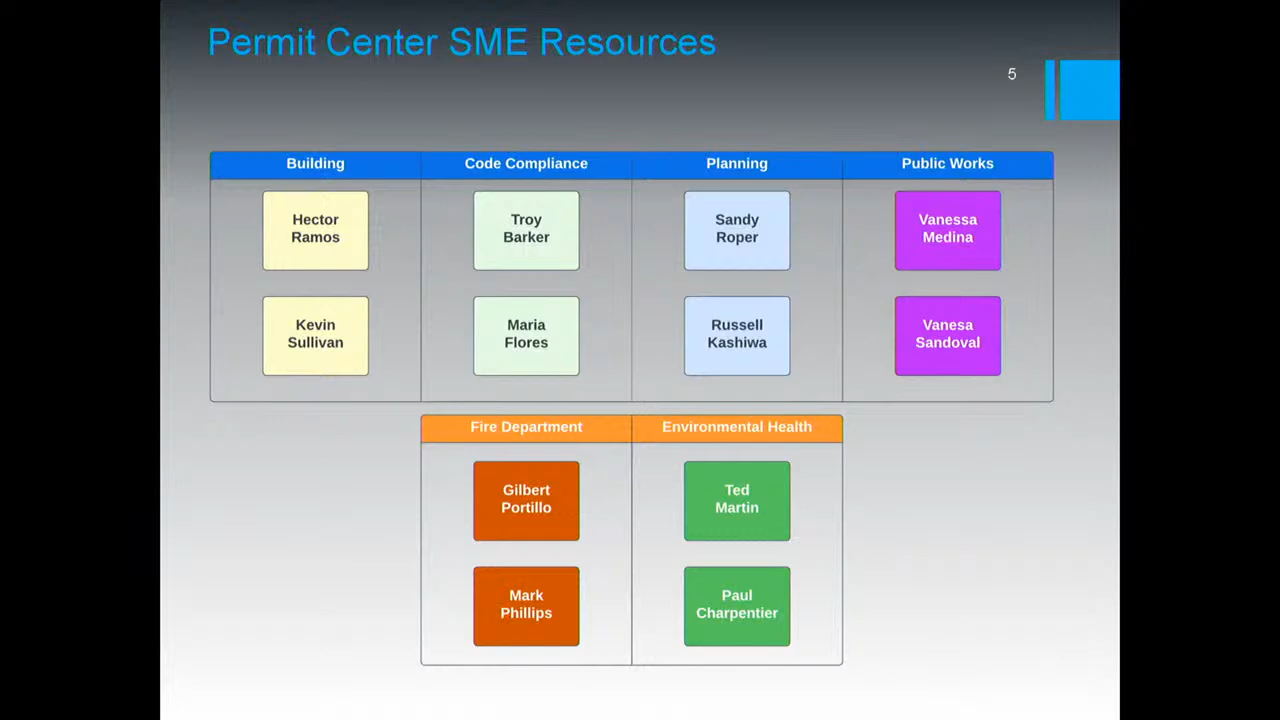 Permit Center SME Resources
5
Building
Code Compliance
Planning
Public Works
Hector
Ramos
Troy
Barker
Sandy
Roper
Vanessa
Medina
Kevin
Sullivan
Maria
Flores
Russell
Kashiwa
Vanesa
Sandoval
Fire Department
Environmental Health
Gilbert
Portillo
Ted
Martin
Mark
Phillips
Paul
Charpentier